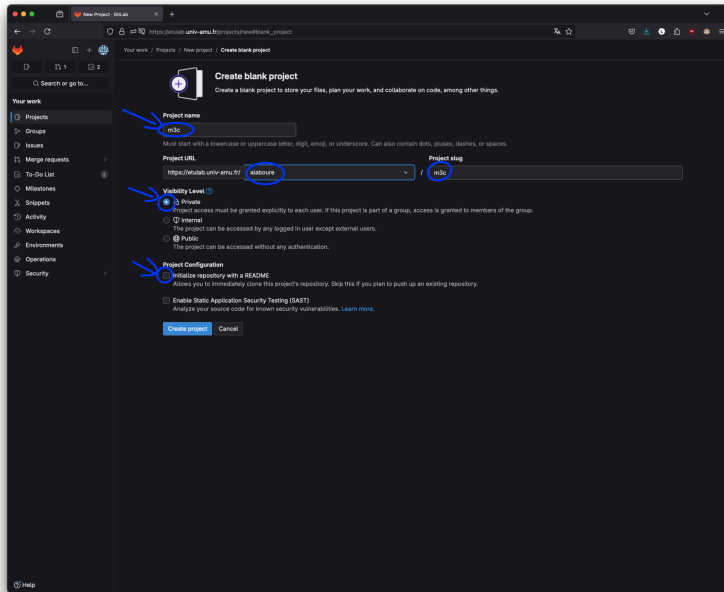 New Project · GitLab
https://etulab.univ-amu.fr/projects/new#blank_project
1
2
Search or go to...
Your work / Projects / New project / Create blank project
Your work
Projects
Groups
Issues
Merge requests
To-Do List 2
Milestones
Snippets
Activity
Workspaces
Environments
Operations
Security
Help
Create blank project
Create a blank project to store your files, plan your work, and collaborate on code, among other things.
Project name
m3c
Must start with a lowercase or uppercase letter, digit, emoji, or underscore. Can also contain dots, pluses, dashes, or spaces.
Project URL
https://etulab.univ-amu.fr/ alaboure /
Project slug
m3c
Visibility Level
Private
Project access must be granted explicitly to each user. If this project is part of a group, access is granted to members of the group.
Internal
The project can be accessed by any logged in user except external users.
Public
The project can be accessed without any authentication.
Project Configuration
Initialize repository with a README
Allows you to immediately clone this project's repository. Skip this if you plan to push up an existing repository.
Enable Static Application Security Testing (SAST)
Analyze your source code for known security vulnerabilities. Learn more.
Create project Cancel